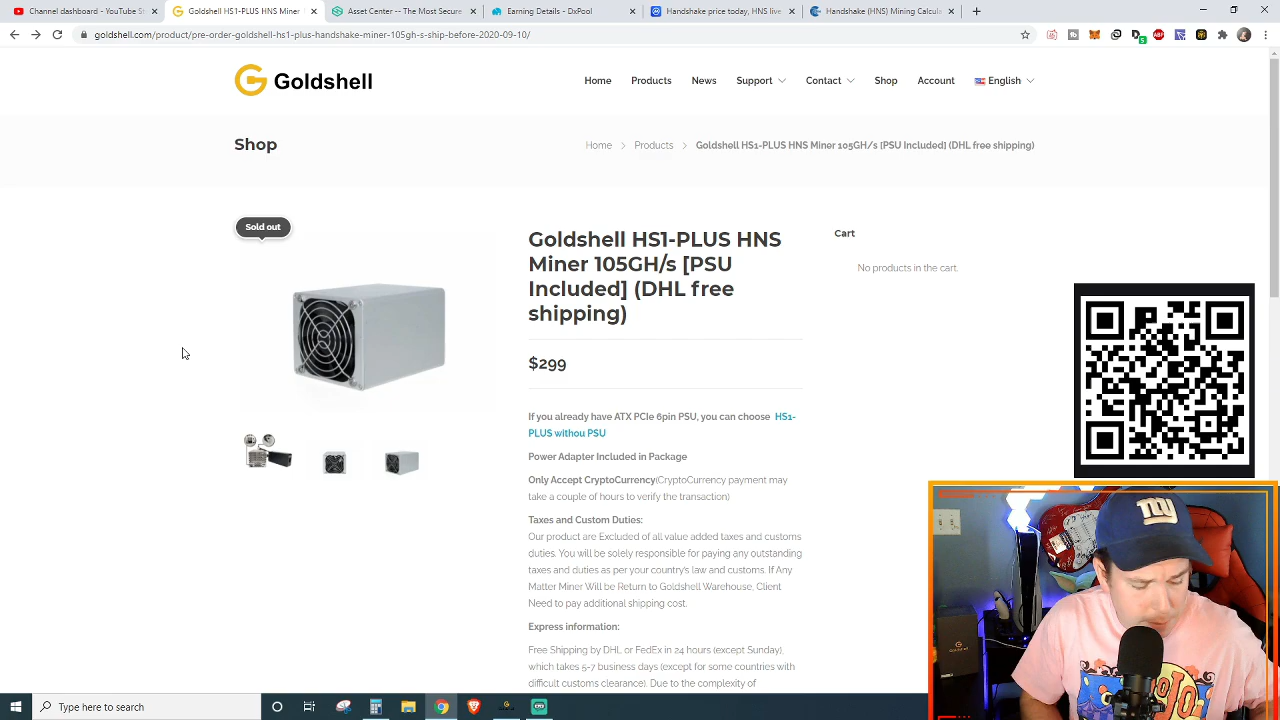 Channel dashboard - YouTube S
Goldshell HS1-PLUS HNS Miner
Asset Center -- The Most Secure
Earning Details - DxPool
Handshake price today, HNS live
Handshake (HNS) Mining Calcula
goldshell.com/product/pre-order-goldshell-hs1-plus-handshake-miner-105gh-s-ship-before-2020-09-10/
Goldshell
Home
Products
News
Support
Contact
Shop
Account
English
Shop
Home
Products
Goldshell HS1-PLUS HNS Miner 105GH/s [PSU Included] (DHL free shipping)
Sold out
Goldshell HS1-PLUS HNS
Miner 105GH/s [PSU
Included] (DHL free
shipping)
Cart
No products in the cart.
$299
If you already have ATX PCIe 6pin PSU, you can choose HS1-
PLUS withou PSU
Power Adapter Included in Package
Only Accept CryptoCurrency(CryptoCurrency payment may
take a couple of hours to verify the transaction)
Taxes and Custom Duties:
Our product are Excluded of all value added taxes and customs
duties. You will be solely responsible for paying any outstanding
taxes and duties as per your country's law and customs. If Any
Matter Miner Will be Return to Goldshell Warehouse, Client
Need to pay additional shipping cost.
Express information:
Free Shipping by DHL or FedEx in 24 hours (except Sunday),
which takes 5-7 business days (except for some countries with
difficult customs clearance). Due to the complexity of
NY
Goldshell
Type here to search